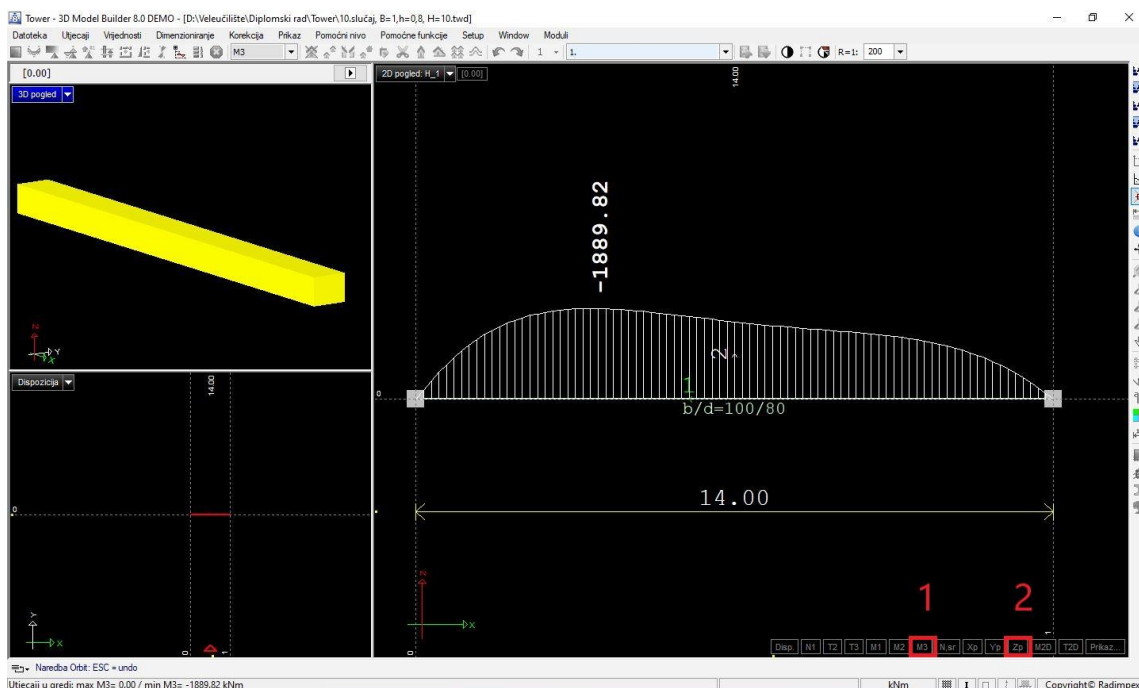 Tower - 3D Model Builder 8.0 DEMO - [D:\Veleučilište\Diplomski rad\Tower\10.slučaj, B=1,h=0,8, H=10.twd]
Datoteka Utjecaji Vrijednosti Dimenzioniranje Korekcija Prikaz Pomoćni nivo Pomoćne funkcije Setup Window Moduli
M3 1 1. R=1: 200
[0.00]
2D pogled: H_1 [0.00]
3D pogled
14.00
-1889.82
Z
Y
X
2
1
b/d=100/80
0
Dispozicija
14.00
0
14.00
Z
X
Y
X
0
1
0
1
1 2
Disp. N1 T2 T3 M1 M2 M3 N,sr Xp Yp Zp M2D T2D Prikaz...
Naredba Orbit: ESC = undo
Utjecaji u gredi: max M3= 0.00 / min M3= -1889.82 kNm
kNm
I
Copyright© Radimpex